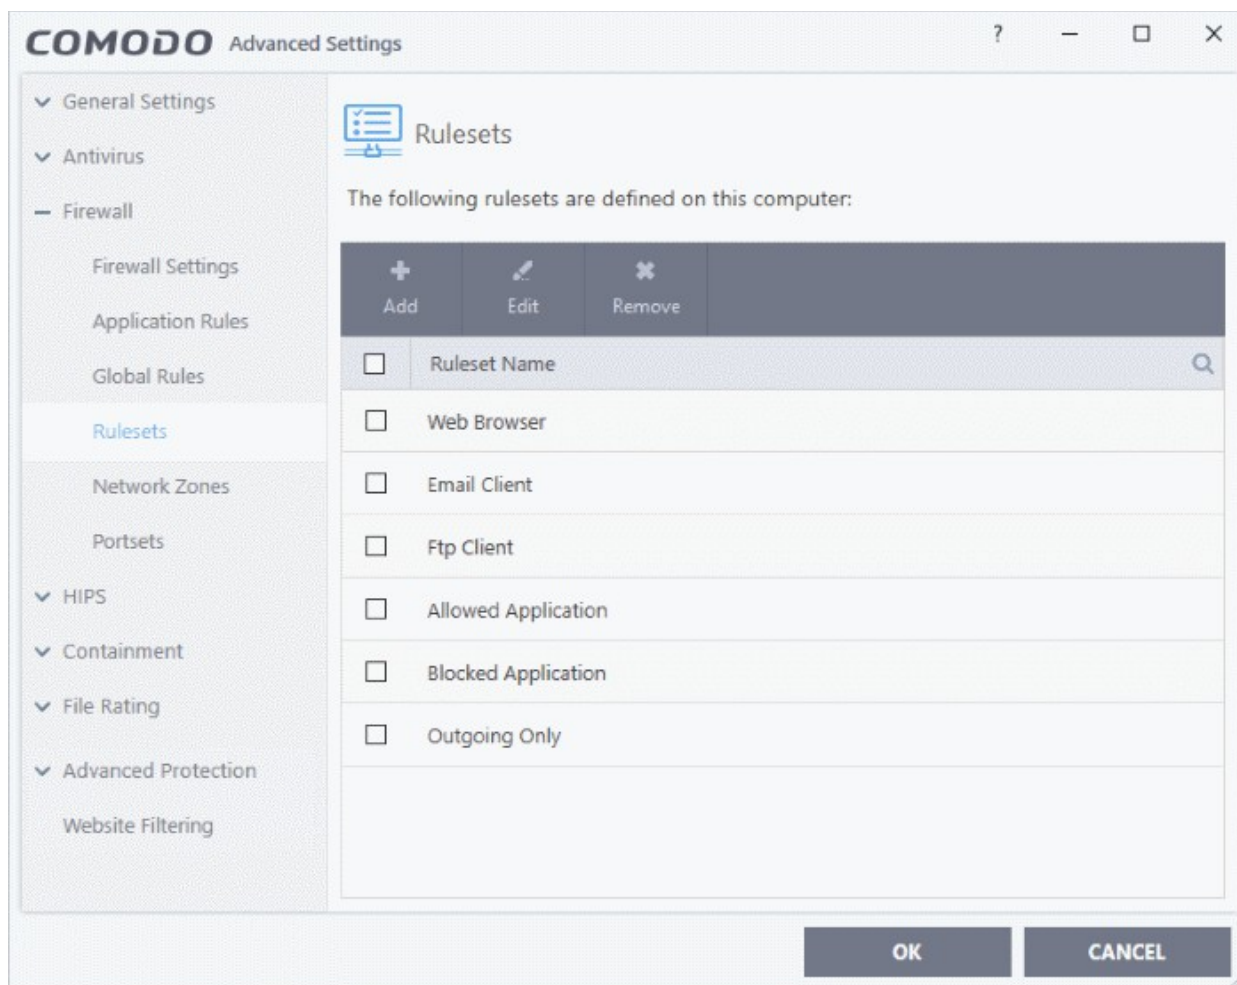 COMODO Advanced Settings ?
General Settings
Antivirus
Firewall
Firewall Settings
Application Rules
Global Rules
Rulesets
Network Zones
Portsets
HIPS
Containment
File Rating
Advanced Protection
Website Filtering
Rulesets
The following rulesets are defined on this computer:
Add Edit Remove
Ruleset Name
Web Browser
Email Client
Ftp Client
Allowed Application
Blocked Application
Outgoing Only
OK CANCEL